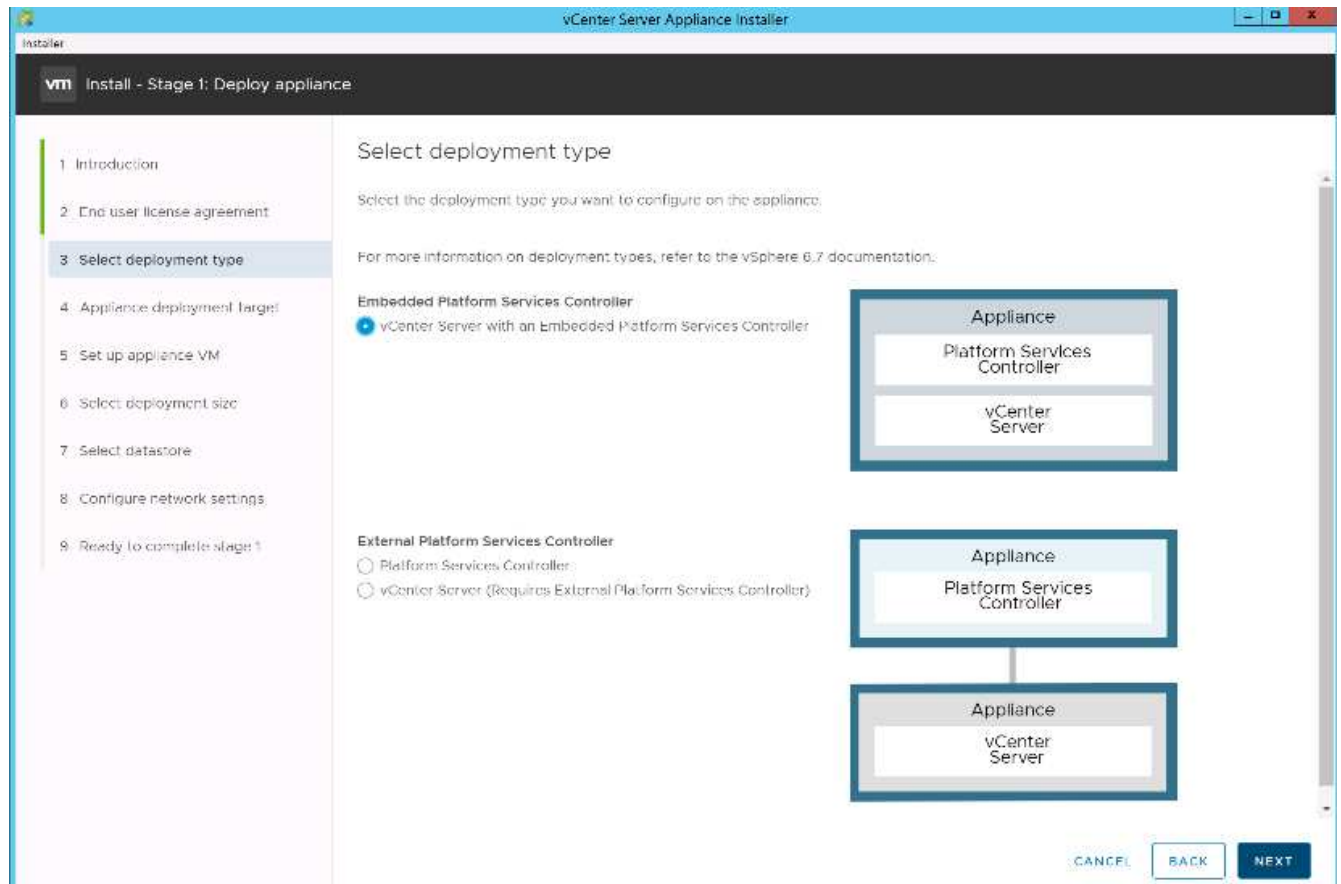 vCenter Server Appliance Installer
Installer
vm Install - Stage 1: Deploy appliance
1 Introduction
2 End user license agreement
3 Select deployment type
4 Appliance deployment target
5 Set up appliance VM
6 Select deployment size
7 Select datastore
8 Configure network settings
9 Ready to complete stage 1
Select deployment type
Select the deployment type you want to configure on the appliance.
For more information on deployment types, refer to the vSphere 6.7 documentation.
Embedded Platform Services Controller
vCenter Server with an Embedded Platform Services Controller
Appliance
Platform Services
Controller
vCenter
Server
External Platform Services Controller
Platform Services Controller
vCenter Server (Requires External Platform Services Controller)
Appliance
Platform Services
Controller
Appliance
vCenter
Server
CANCEL BACK NEXT